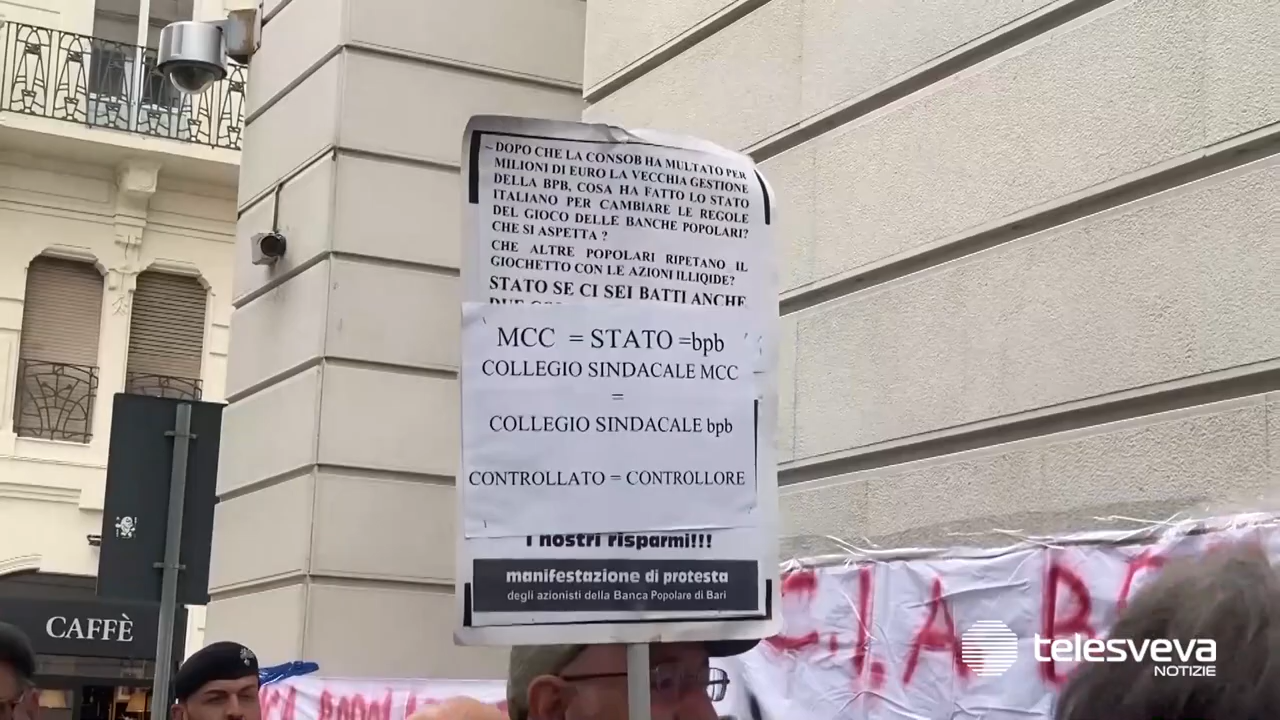 - DOPO CHE LA CONSOB HA MULTATO PER
MILIONI DI EURO LA VECCHIA GESTIONE
DELLA BPB, COSA HA FATTO LO STATO
ITALIANO PER CAMBIARE LE REGOLE
DEL GIOCO DELLE BANCHE POPOLARI?
CHE SI ASPETTA ?
CHE ALTRE POPOLARI RIPETANO IL
GIOCHETTO CON LE AZIONI ILLIQIDE?
STATO SE CI SEI BATTI ANCHE
MCC = STATO =bpb
COLLEGIO SINDACALE MCC
=
COLLEGIO SINDACALE bpb
CONTROLLATO = CONTROLLORE
i nostri risparmi!!!
manifestazione di protesta
degli azionisti della Banca Popolare di Bari
CAFFÈ
telesveva
NOTIZIE